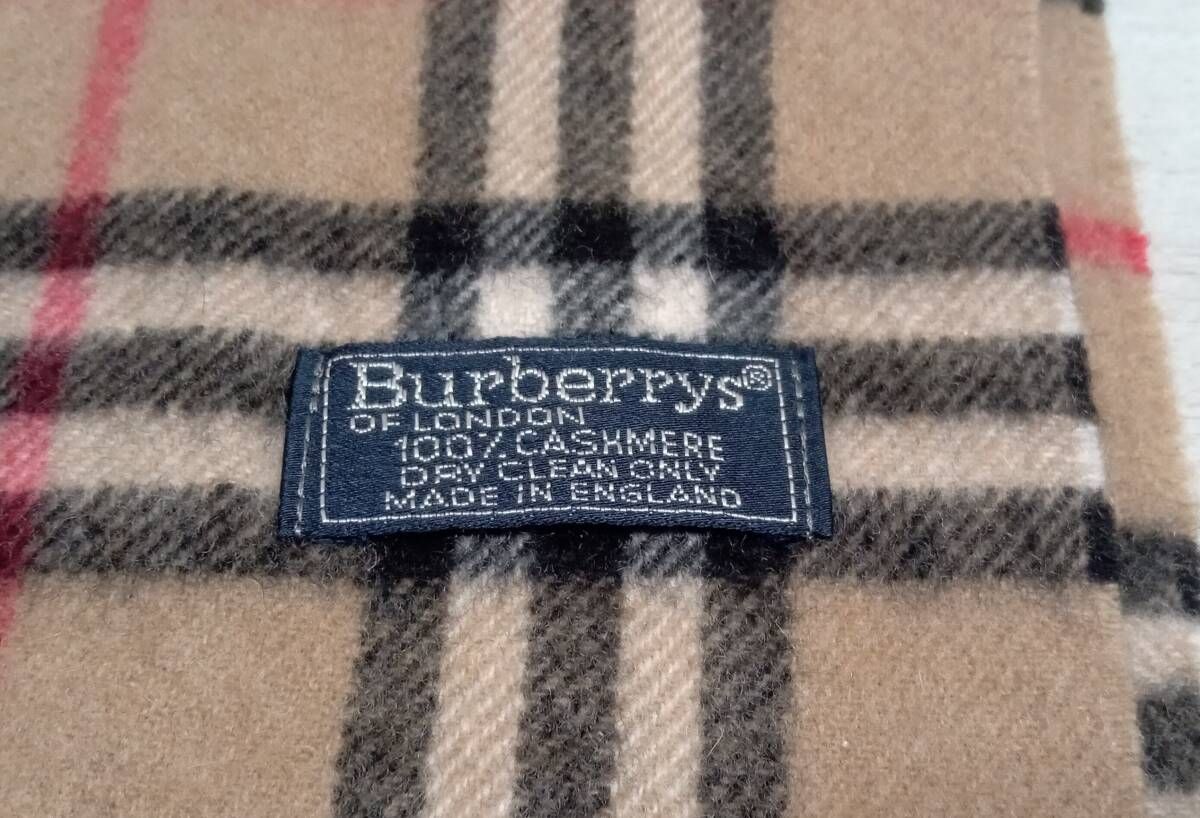 Burberrys®
OF LONDON
100% CASHMERE
DRY CLEAN ONLY
MADE IN ENGLAND